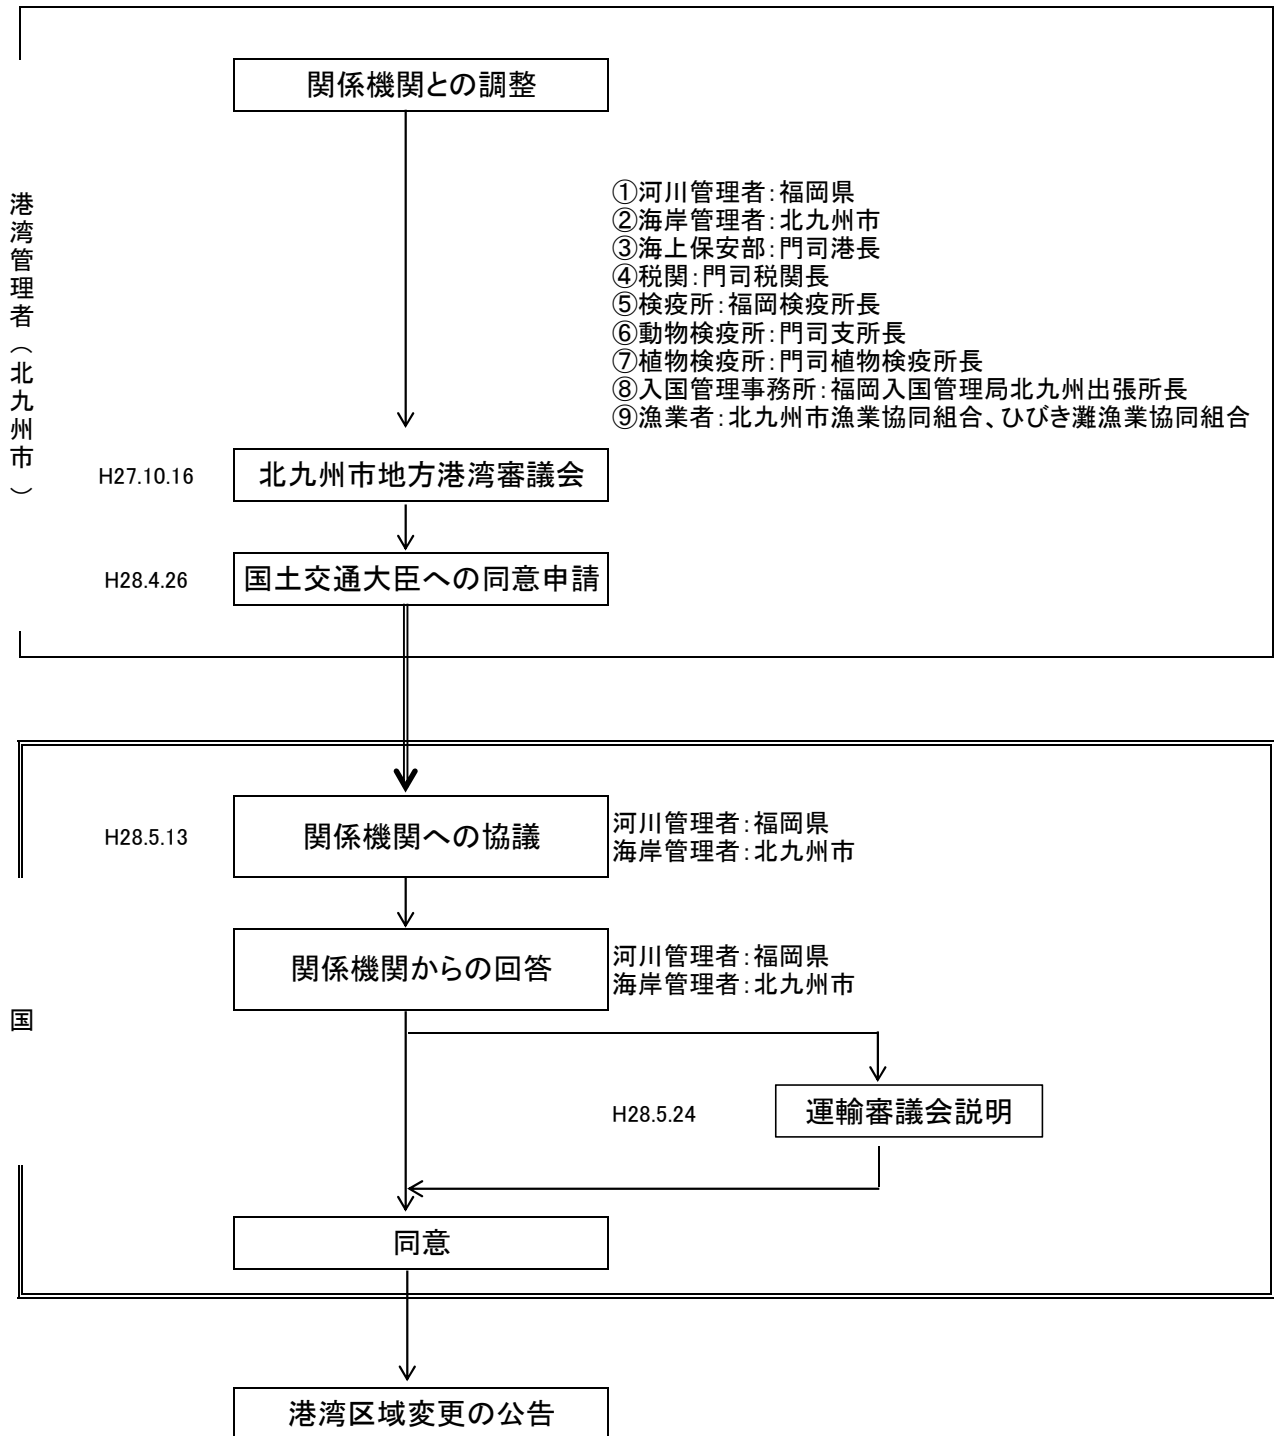 関係機関との調整
港湾管理者(北九州市)
①河川管理者:福岡県
②海岸管理者:北九州市
③海上保安部:門司港長
④税関:門司税関長
⑤検疫所:福岡検疫所長
⑥動物検疫所:門司支所長
⑦植物検疫所:門司植物検疫所長
⑧入国管理事務所:福岡入国管理局北九州出張所長
⑨漁業者:北九州市漁業協同組合、ひびき灘漁業協同組合
H27.10.16
北九州市地方港湾審議会
H28.4.26
国土交通大臣への同意申請
H28.5.13
関係機関への協議
河川管理者:福岡県
海岸管理者:北九州市
関係機関からの回答
河川管理者:福岡県
海岸管理者:北九州市
国
H28.5.24
運輸審議会説明
同意
港湾区域変更の公告